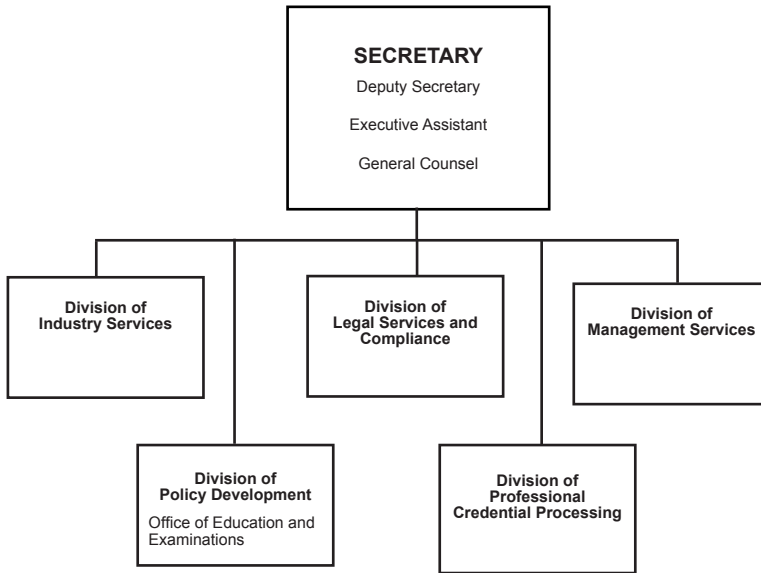 SECRETARY
Deputy Secretary
Executive Assistant
General Counsel
Division of
Industry Services
Division of
Legal Services and
Compliance
Division of
Management Services
Division of
Policy Development
Office of Education and
Examinations
Division of
Professional
Credential Processing